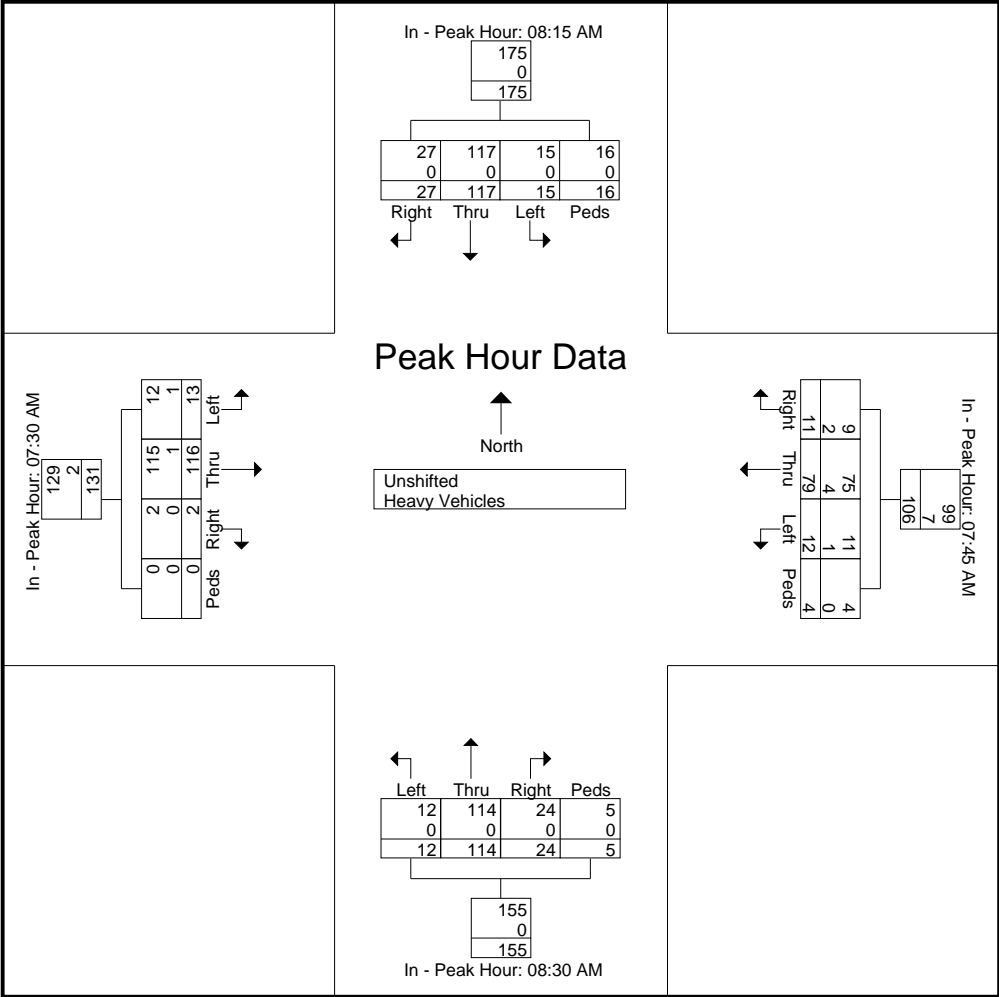 In - Peak Hour: 08:15 AM
175
0
175
27 117 15 16
0 0 0 0
27 117 15 16
Right Thru Left Peds
Peak Hour Data
North
Unshifted
Heavy Vehicles
In - Peak Hour: 07:30 AM
129
2
131
12 1 13 Left
115 1 116 Thru
2 0 2 Right
0 0 0 Peds
In - Peak Hour: 07:45 AM
99
7
106
Right 11 2 9
Thru 79 4 75
Left 12 1 11
Peds 4 0 4
Left Thru Right Peds
12 114 24 5
0 0 0 0
12 114 24 5
155
0
155
In - Peak Hour: 08:30 AM